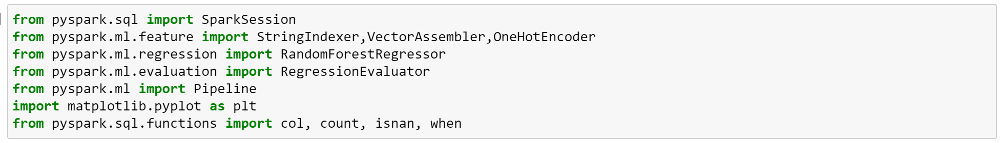 from pyspark.sql import SparkSession
from pyspark.ml.feature import StringIndexer,VectorAssembler,OneHotEncoder
from pyspark.ml.regression import RandomForestRegressor
from pyspark.ml.evaluation import RegressionEvaluator
from pyspark.ml import Pipeline
import matplotlib.pyplot as plt
from pyspark.sql.functions import col, count, isnan, when